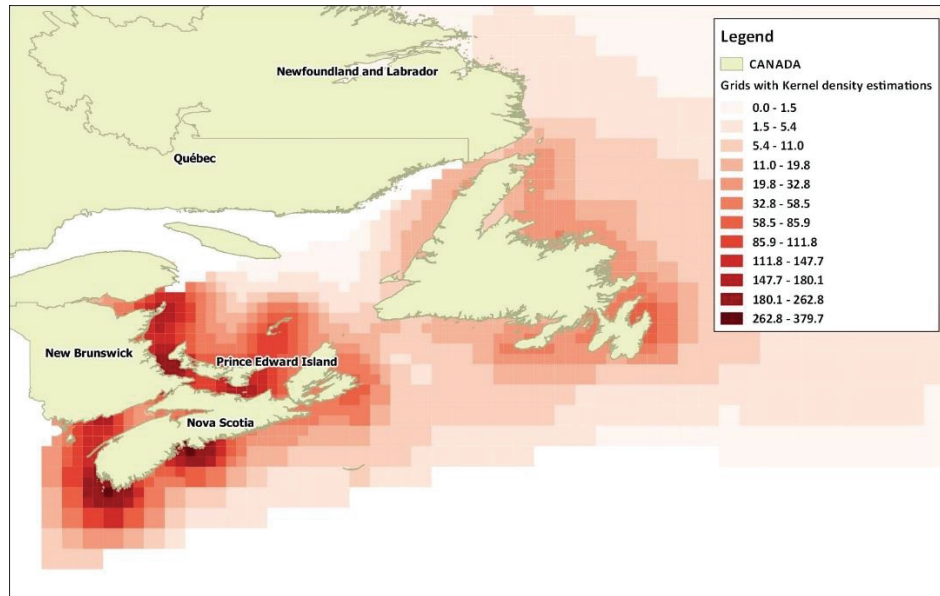 Legend
CANADA
Grids with Kernel density estimations
0.0 - 1.5
1.5 - 5.4
5.4 - 11.0
11.0 - 19.8
19.8 - 32.8
32.8 - 58.5
58.5 - 85.9
85.9 - 111.8
111.8 - 147.7
147.7 - 180.1
180.1 - 262.8
262.8 - 379.7
Newfoundland and Labrador
Québec
New Brunswick
Prince Edward Island
Nova Scotia